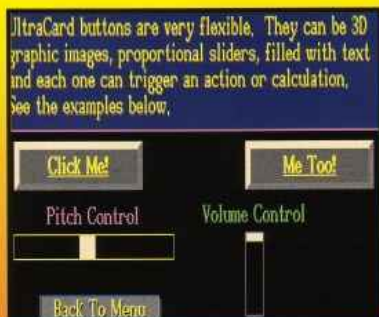 UltraCard buttons are very flexible. They can be 3D
graphic images, proportional sliders, filled with text
and each one can trigger an action or calculation.
See the examples below.
Click Me!
Me Too!
Pitch Control
Volume Control
Back To Menu